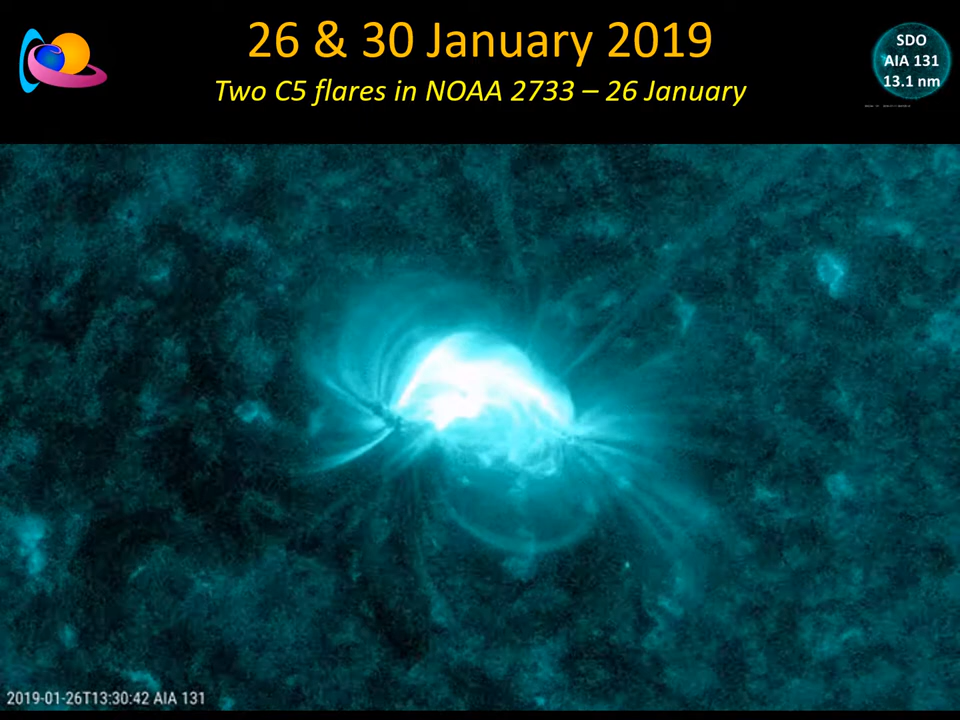 26 & 30 January 2019
Two C5 flares in NOAA 2733 – 26 January
SDO
AIA 131
13.1 nm
2019-01-26T13:30:42 AIA 131